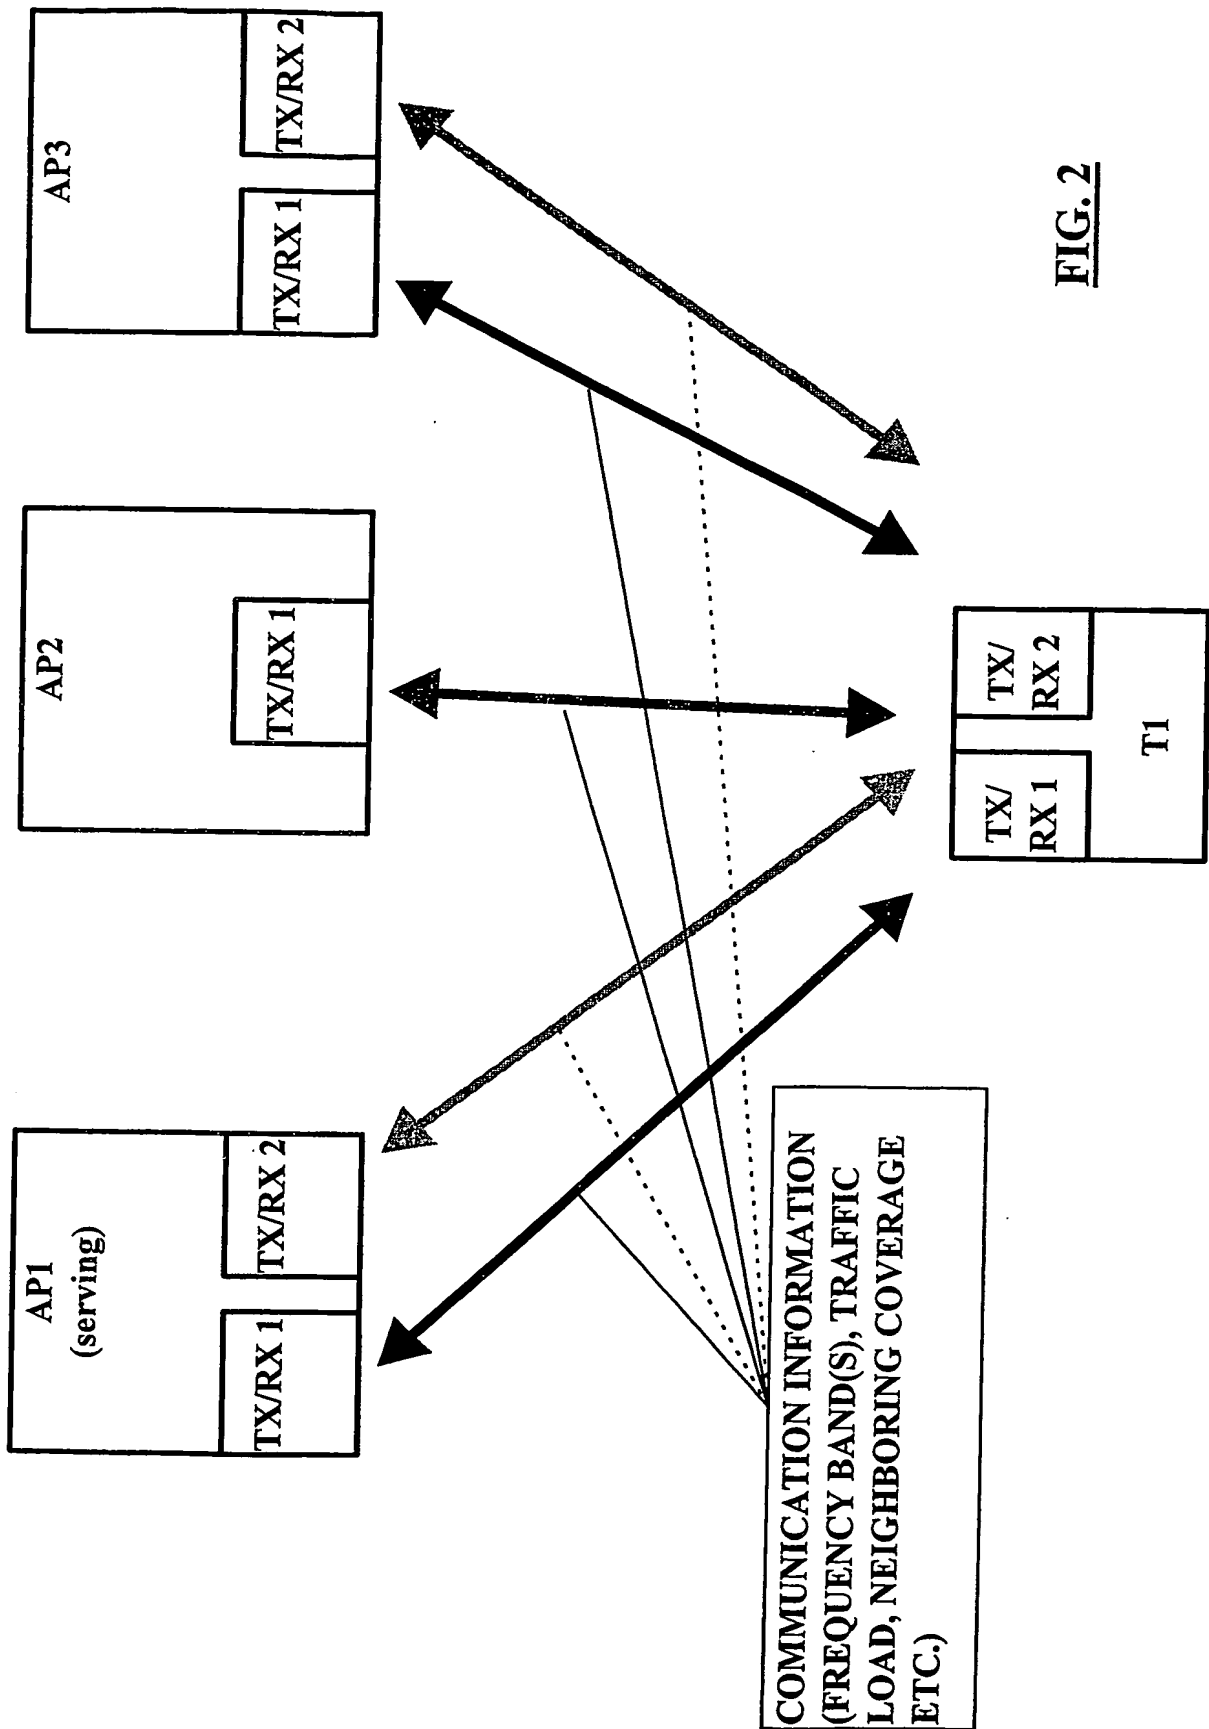 AP1
(serving)
TX/RX 1
TX/RX 2
AP2
TX/RX 1
AP3
TX/RX 1
TX/RX 2
COMMUNICATION INFORMATION
(FREQUENCY BAND(S), TRAFFIC
LOAD, NEIGHBORING COVERAGE
ETC.)
TX/
RX 1
TX/
RX 2
T1
FIG. 2